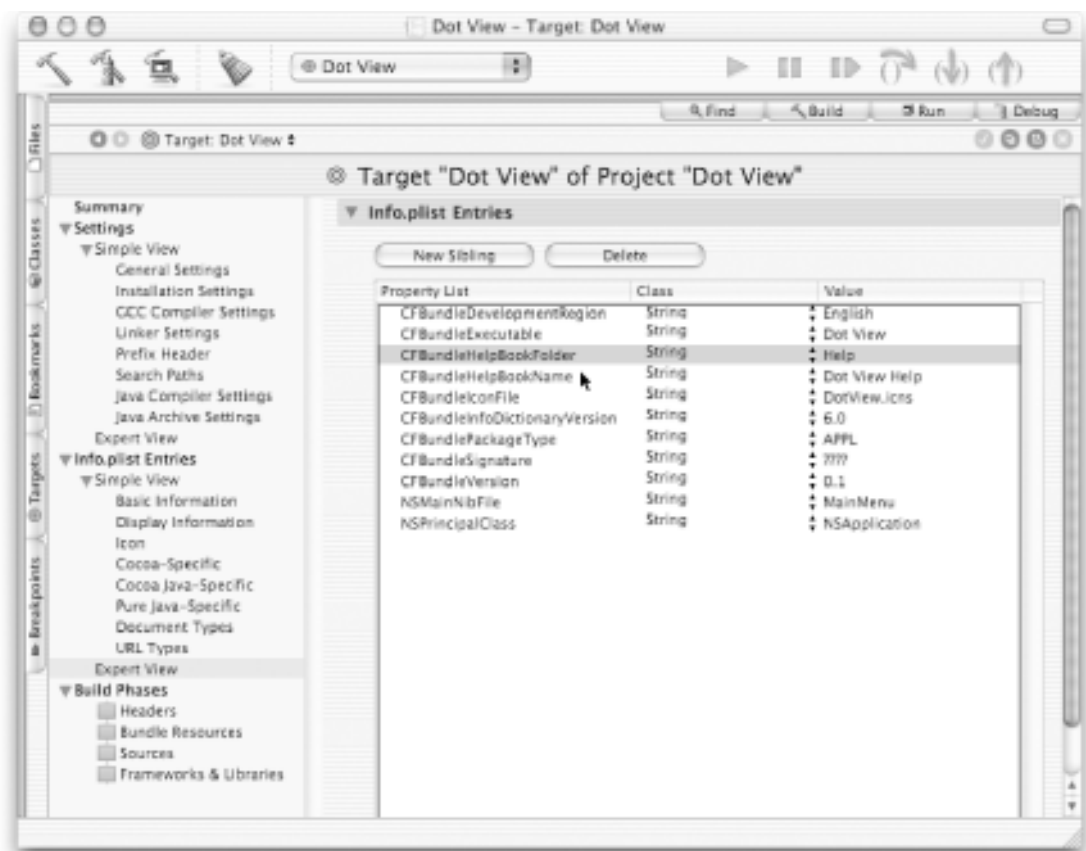 Dot View – Target: Dot View
Dot View
Find Build Run Debug
Target: Dot View
Target "Dot View" of Project "Dot View"
Files
Classes
Bookmarks
Targets
Breakpoints
Summary
Settings
Simple View
General Settings
Installation Settings
GCC Compiler Settings
Linker Settings
Prefix Header
Search Paths
Java Compiler Settings
Java Archive Settings
Expert View
Info.plist Entries
Simple View
Basic Information
Display Information
Icon
Cocoa-Specific
Cocoa Java-Specific
Pure Java-Specific
Document Types
URL Types
Expert View
Build Phases
Headers
Bundle Resources
Sources
Frameworks & Libraries
Info.plist Entries
New Sibling Delete
Property List Class Value
CFBundleDevelopmentRegion String English
CFBundleExecutable String Dot View
CFBundleHelpBookFolder String Help
CFBundleHelpBookName String Dot View Help
CFBundleIconFile String DotView.icns
CFBundleInfoDictionaryVersion String 6.0
CFBundlePackageType String APPL
CFBundleSignature String ????
CFBundleVersion String 0.1
NSMainNibFile String MainMenu
NSPrincipalClass String NSApplication